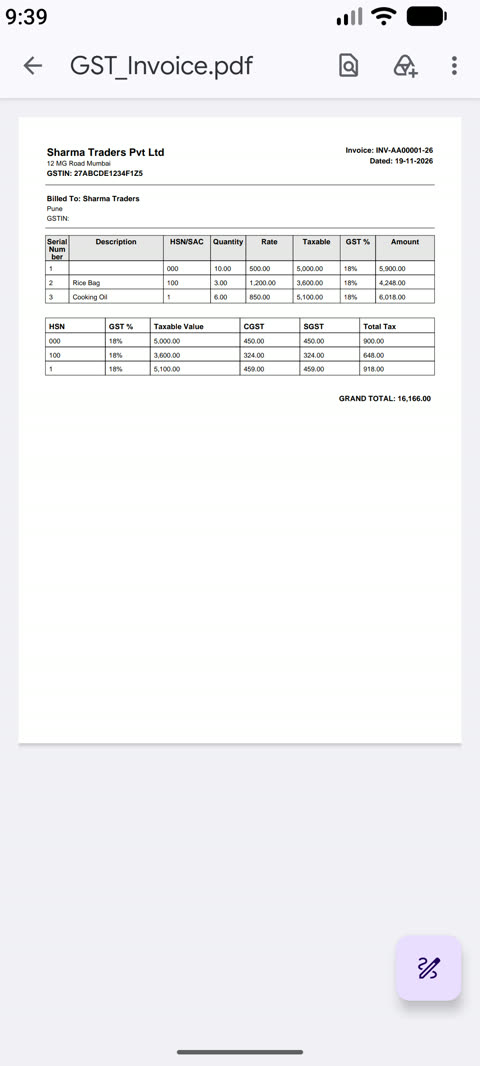 9:39
GST_Invoice.pdf
Sharma Traders Pvt Ltd
12 MG Road Mumbai
GSTIN: 27ABCDE1234F1Z5
Invoice: INV-AA00001-26
Dated: 19-11-2026
Billed To: Sharma Traders
Pune
GSTIN:
Serial Num ber Description HSN/SAC Quantity Rate Taxable GST % Amount
1 000 10.00 500.00 5,000.00 18% 5,900.00
2 Rice Bag 100 3.00 1,200.00 3,600.00 18% 4,248.00
3 Cooking Oil 1 6.00 850.00 5,100.00 18% 6,018.00
HSN GST % Taxable Value CGST SGST Total Tax
000 18% 5,000.00 450.00 450.00 900.00
100 18% 3,600.00 324.00 324.00 648.00
1 18% 5,100.00 459.00 459.00 918.00
GRAND TOTAL: 16,166.00